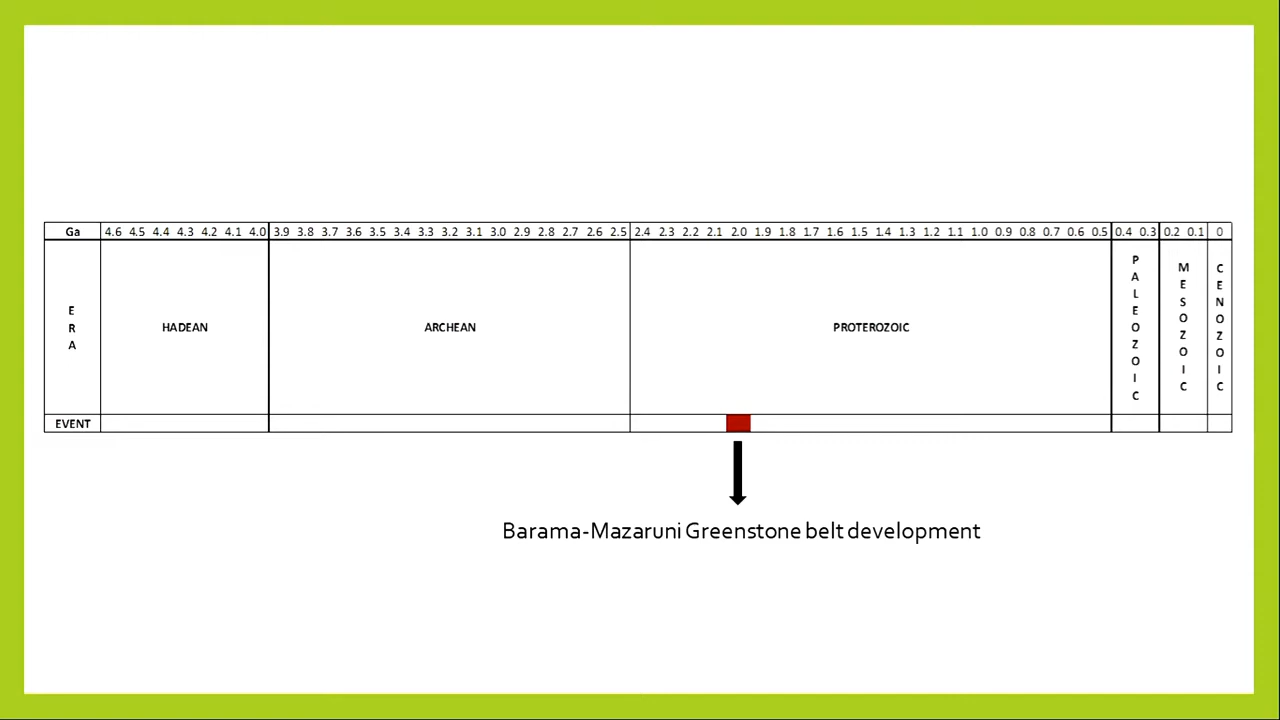 Ga 4.6 4.5 4.4 4.3 4.2 4.1 4.0 3.9 3.8 3.7 3.6 3.5 3.4 3.3 3.2 3.1 3.0 2.9 2.8 2.7 2.6 2.5 2.4 2.3 2.2 2.1 2.0 1.9 1.8 1.7 1.6 1.5 1.4 1.3 1.2 1.1 1.0 0.9 0.8 0.7 0.6 0.5 0.4 0.3 0.2 0.1 0
ERA HADEAN ARCHEAN PROTEROZOIC PALEOZOIC MESOZOIC CENOZOIC
EVENT
Barama-Mazaruni Greenstone belt development